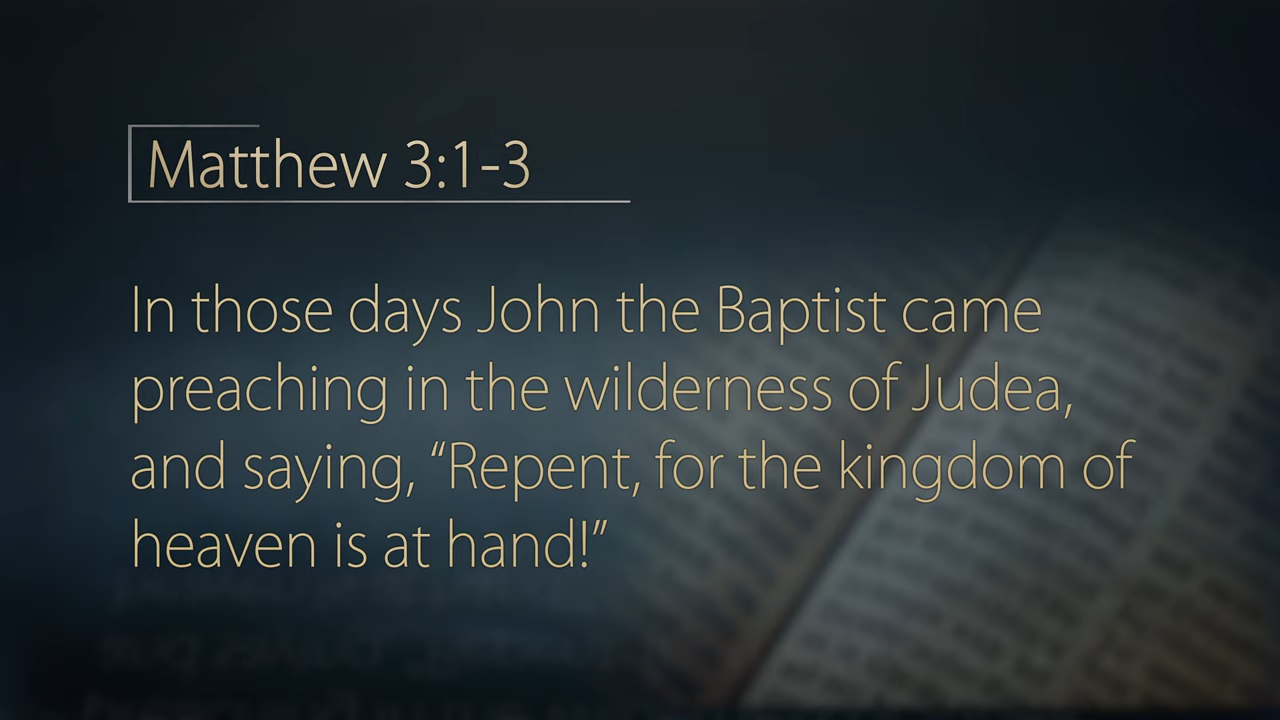 Matthew 3:1-3
In those days John the Baptist came
preaching in the wilderness of Judea,
and saying, “Repent, for the kingdom of
heaven is at hand!”